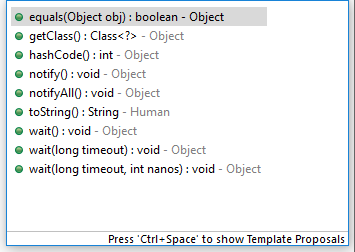 equals(Object obj) : boolean - Object
getClass() : Class<?> - Object
hashCode() : int - Object
notify() : void - Object
notifyAll() : void - Object
toString() : String - Human
wait() : void - Object
wait(long timeout) : void - Object
wait(long timeout, int nanos) : void - Object
Press 'Ctrl+Space' to show Template Proposals